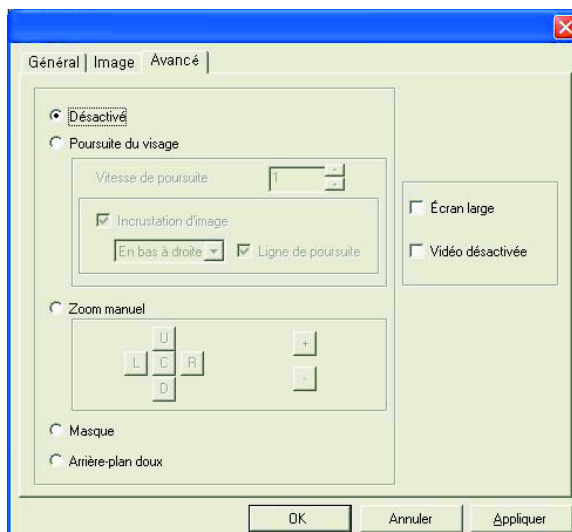 Général Image Avancé
Désactivé
Poursuite du visage
Vitesse de poursuite 1
Incrustation d'image
En bas à droite Ligne de poursuite
Écran large
Vidéo désactivée
Zoom manuel
U
L C R
D
+
-
Masque
Arrière-plan doux
OK Annuler Appliquer